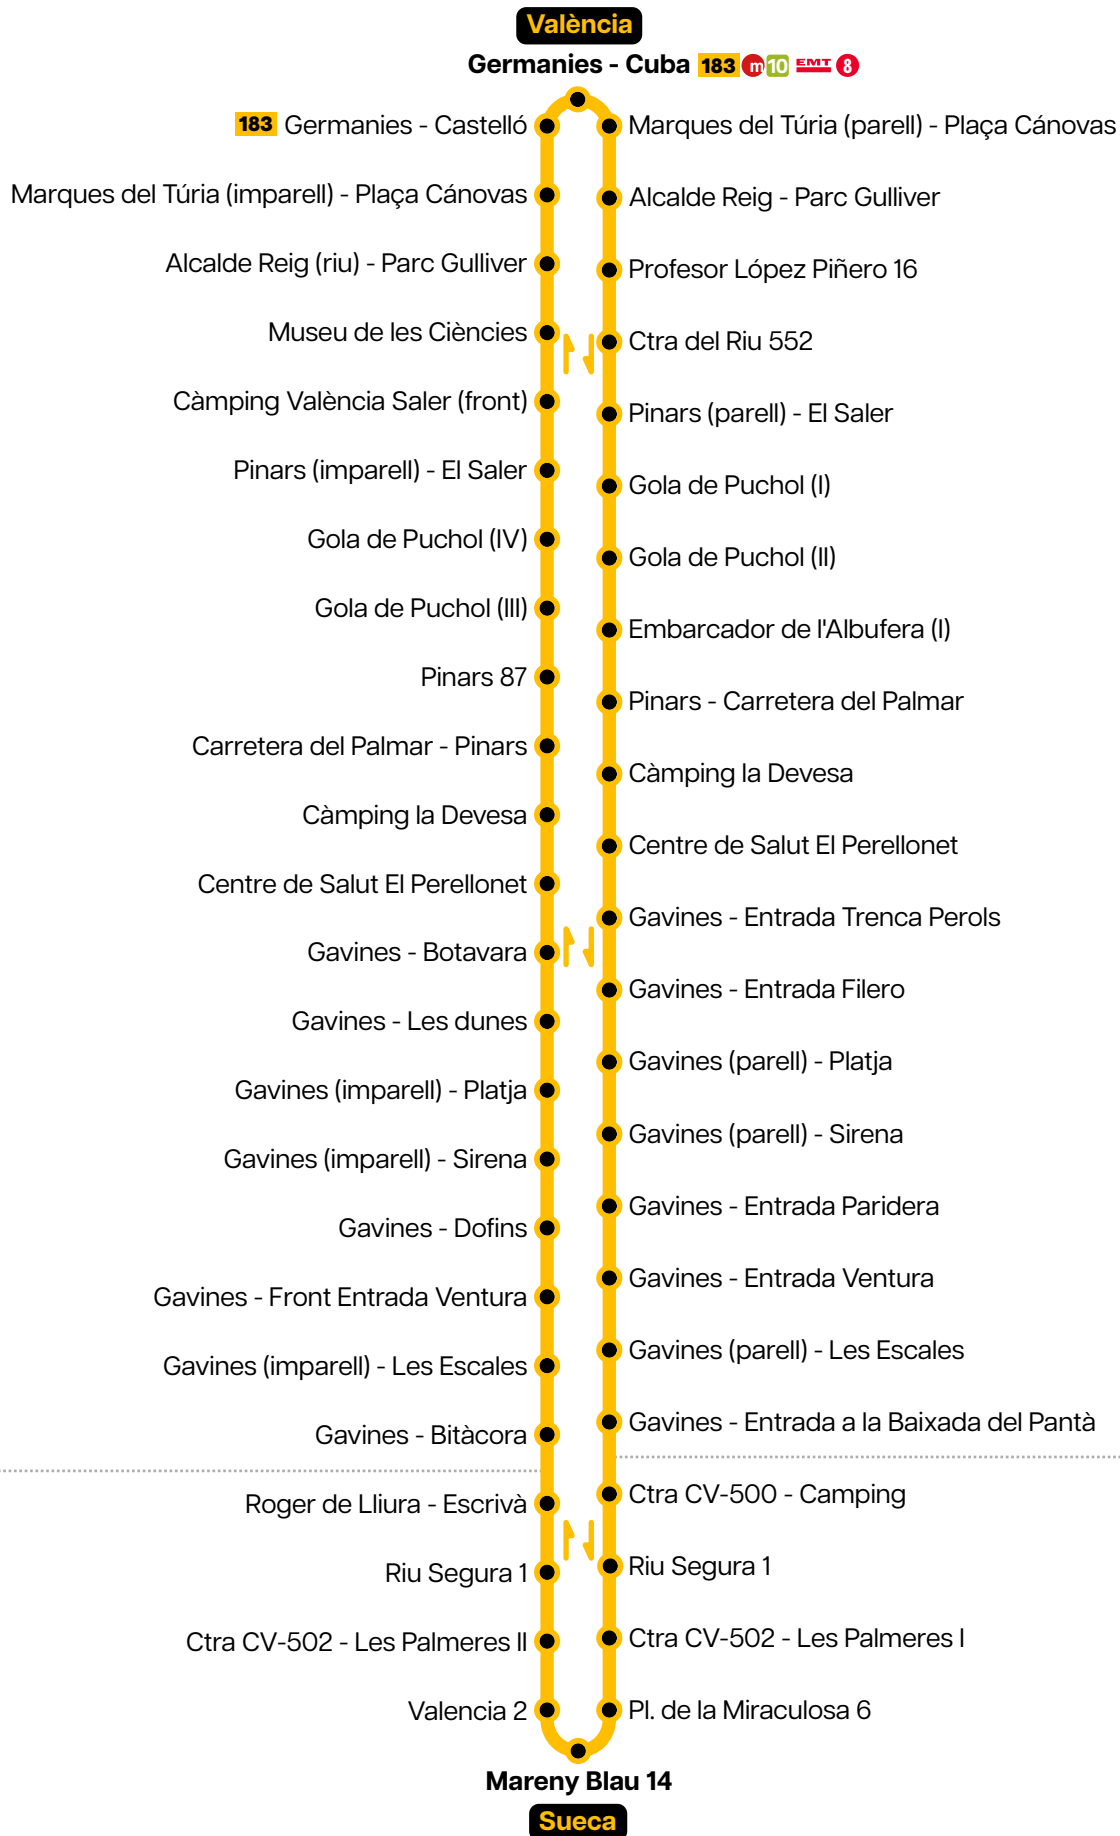 València
Germanies - Cuba 183 m 10 EMT 8
183 Germanies - Castelló
Marques del Túria (imparell) - Plaça Cánovas
Alcalde Reig (riu) - Parc Gulliver
Museu de les Ciències
Càmping València Saler (front)
Pinars (imparell) - El Saler
Gola de Puchol (IV)
Gola de Puchol (III)
Pinars 87
Carretera del Palmar - Pinars
Càmping la Devesa
Centre de Salut El Perellonet
Gavines - Botavara
Gavines - Les dunes
Gavines (imparell) - Platja
Gavines (imparell) - Sirena
Gavines - Dofins
Gavines - Front Entrada Ventura
Gavines (imparell) - Les Escales
Gavines - Bitàcora
Roger de Lliura - Escrivà
Riu Segura 1
Ctra CV-502 - Les Palmeres II
Valencia 2
Marques del Túria (parell) - Plaça Cánovas
Alcalde Reig - Parc Gulliver
Profesor López Piñero 16
Ctra del Riu 552
Pinars (parell) - El Saler
Gola de Puchol (I)
Gola de Puchol (II)
Embarcador de l'Albufera (I)
Pinars - Carretera del Palmar
Càmping la Devesa
Centre de Salut El Perellonet
Gavines - Entrada Trenca Perols
Gavines - Entrada Filero
Gavines (parell) - Platja
Gavines (parell) - Sirena
Gavines - Entrada Paridera
Gavines - Entrada Ventura
Gavines (parell) - Les Escales
Gavines - Entrada a la Baixada del Pantà
Ctra CV-500 - Camping
Riu Segura 1
Ctra CV-502 - Les Palmeres I
Pl. de la Miraculosa 6
Mareny Blau 14
Sueca